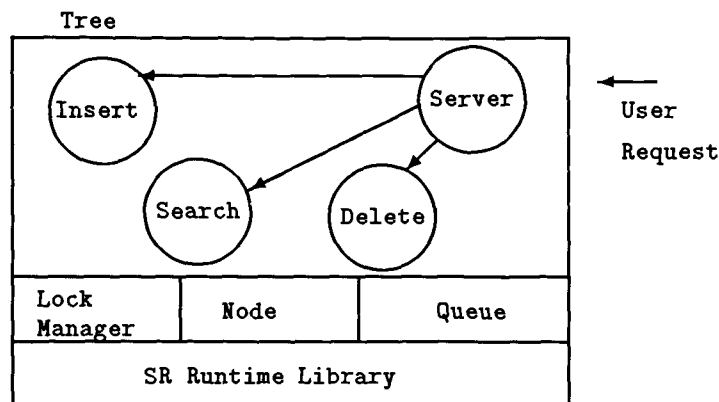 Tree
Insert
Server
User
Request
Search
Delete
Lock
Manager
Node
Queue
SR Runtime Library